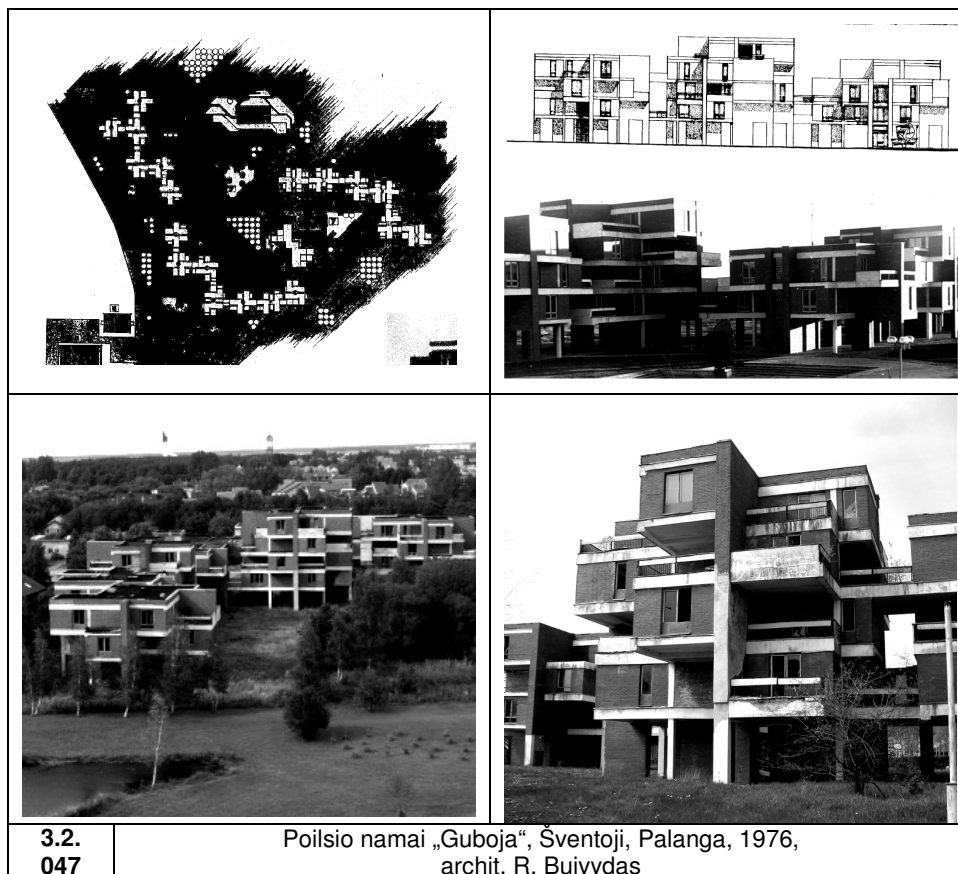 3.2.
047
Poilsio namai „Guboja“, Šventoji, Palanga, 1976,
archit. R. Buivydas